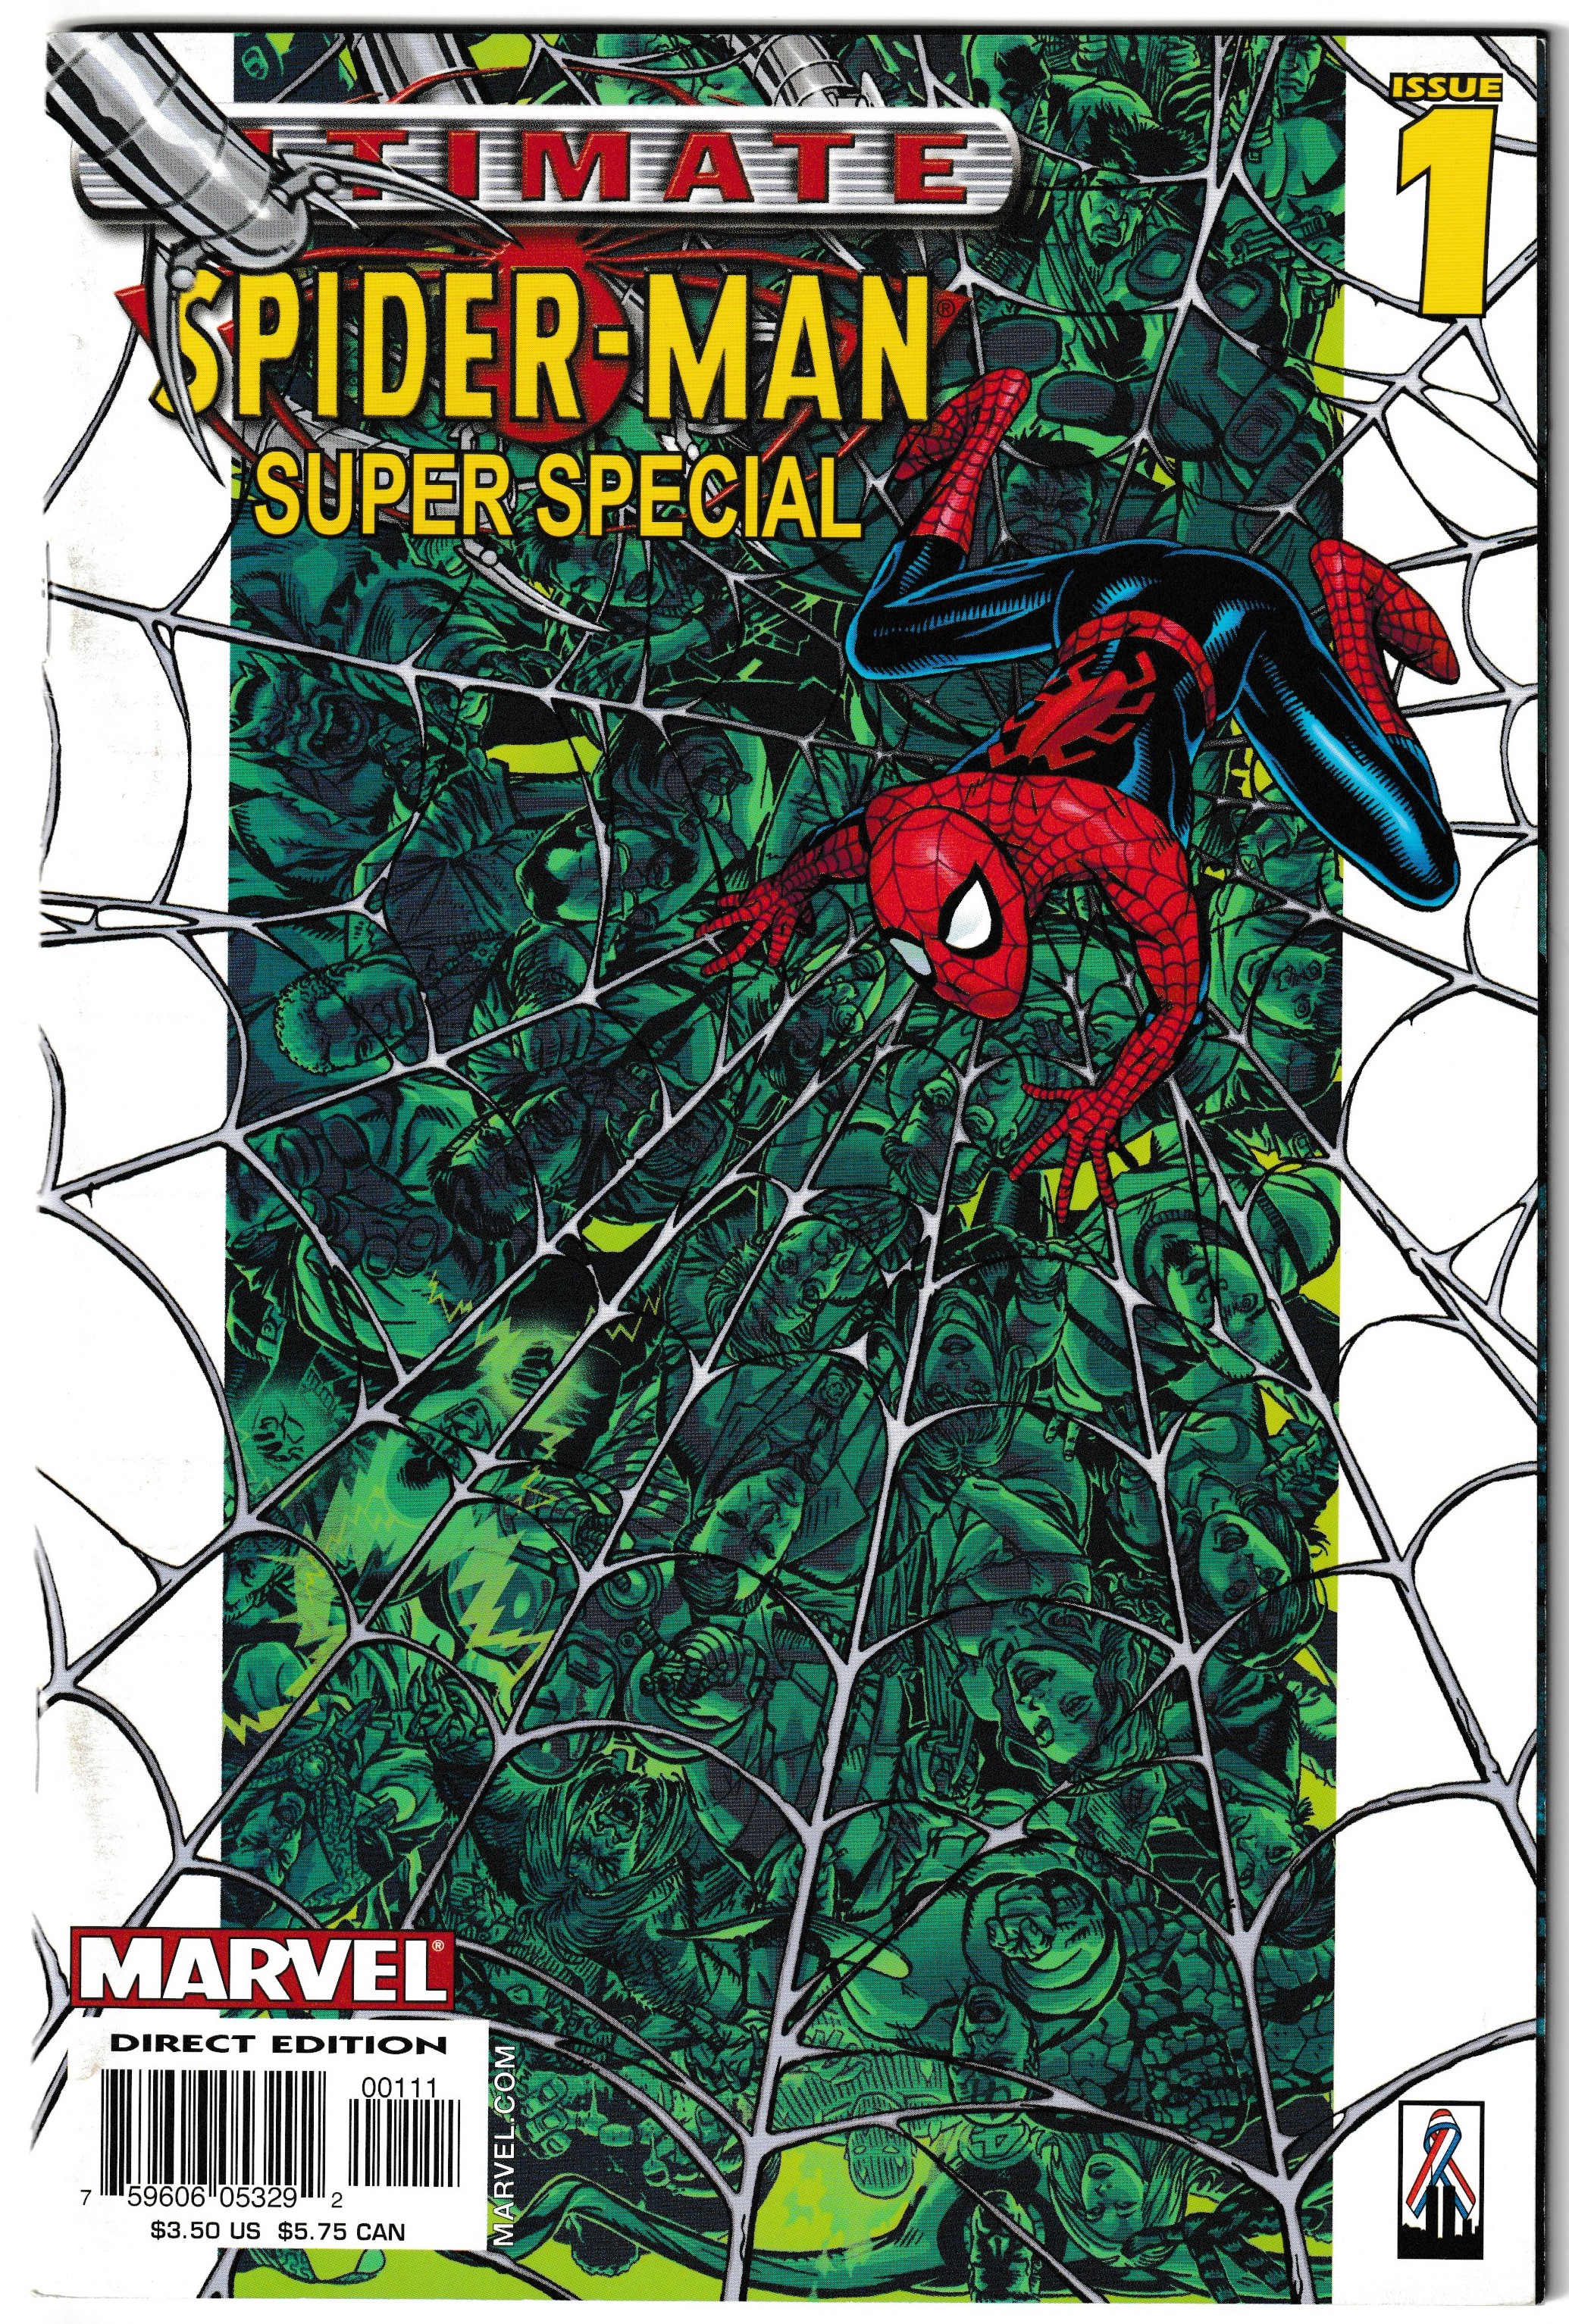 ISSUE
1
ULTIMATE
SPIDER-MAN®
SUPER SPECIAL
MARVEL®
DIRECT EDITION
00111
7 59606 05329 2
$3.50 US $5.75 CAN
MARVEL.COM